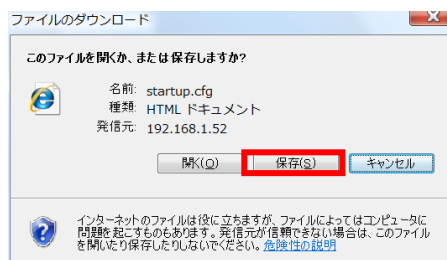 ファイルのダウンロード
このファイルを開くか、または保存しますか?
名前: startup.cfg
種類: HTML ドキュメント
発信元: 192.168.1.52
開く(O) 保存(S) キャンセル
インターネットのファイルは役に立ちますが、ファイルによってはコンピュータに
問題を起こすものもあります。発信元が信頼できない場合は、このファイル
を開いたり保存したりしないでください。危険性の説明